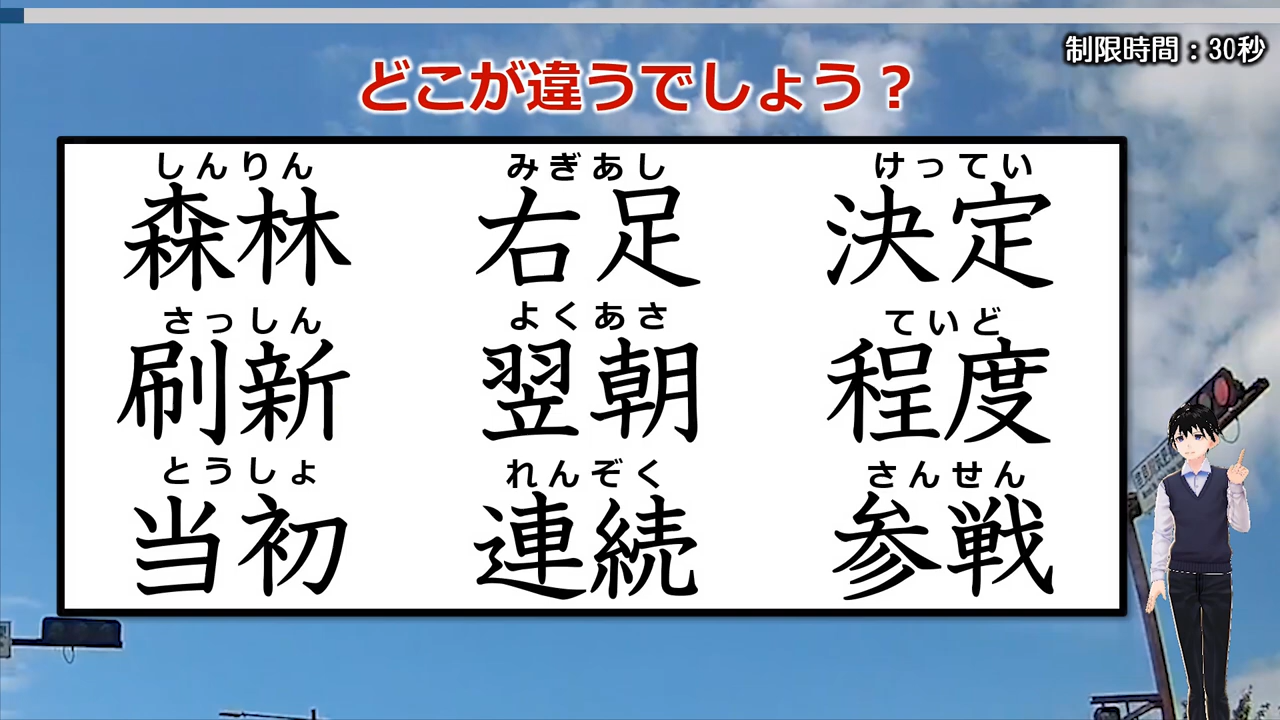 制限時間：30秒
どこが違うでしょう？
しんりん みぎあし けってい
森林 右足 決定
さっしん よくあさ ていど
刷新 翌朝 程度
とうしょ れんぞく さんせん
当初 連続 参戦